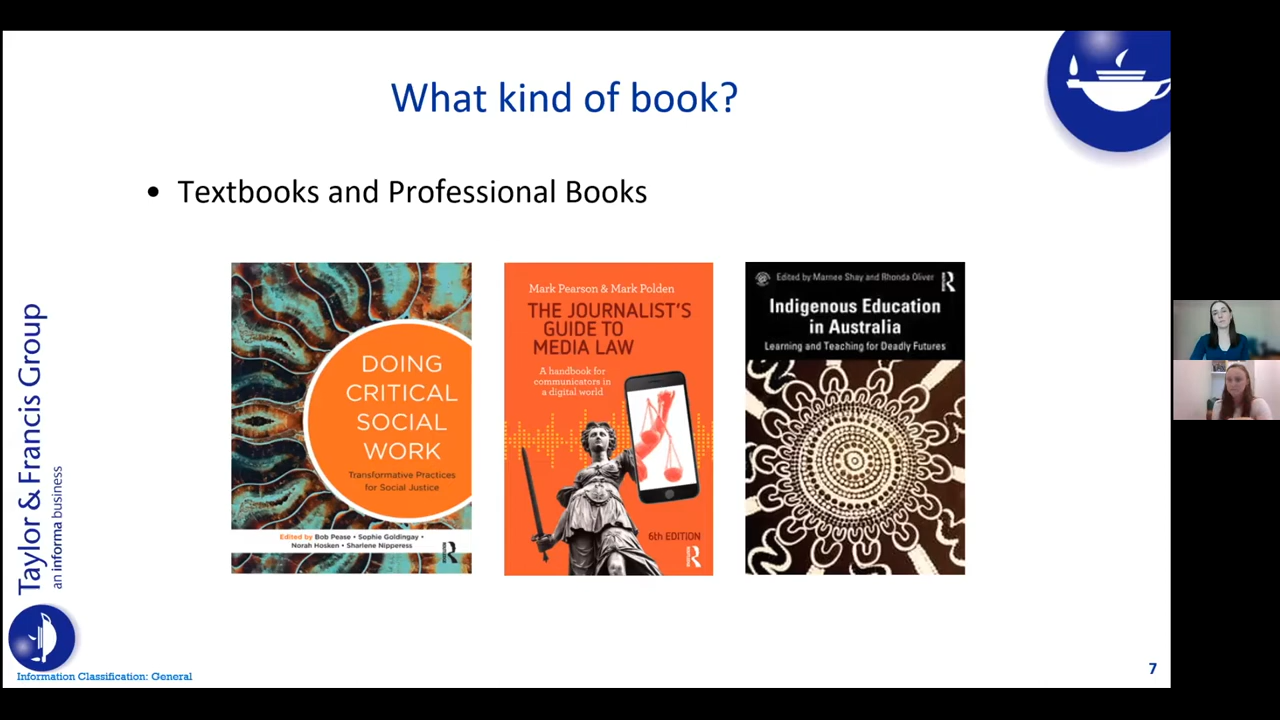 What kind of book?
• Textbooks and Professional Books
DOING
CRITICAL
SOCIAL
WORK
Transformative Practices
for Social Justice
Edited by Bob Pease • Sophie Goldingay •
Norah Hosken • Sharlene Nipperess
R
Mark Pearson & Mark Polden
THE JOURNALIST'S
GUIDE TO
MEDIA LAW
A handbook for
communicators in
a digital world
6th EDITION
R
Edited by Marnee Shay and Rhonda Oliver
R
Indigenous Education
in Australia
Learning and Teaching for Deadly Futures
Taylor & Francis Group
an informa business
Information Classification: General
7